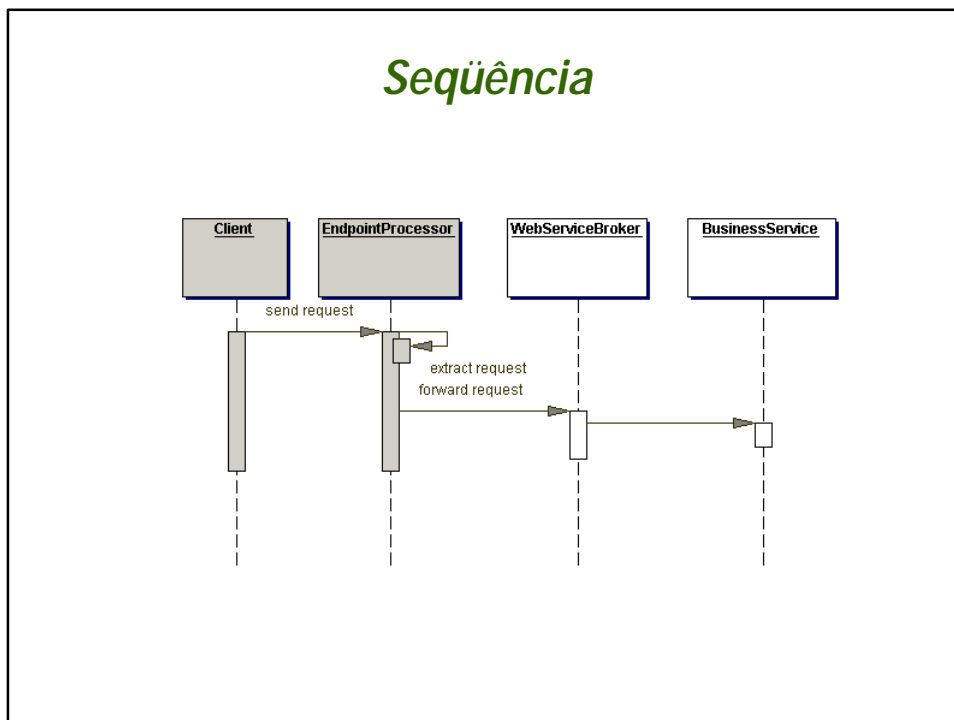 Seqüência
Client
EndpointProcessor
WebServiceBroker
BusinessService
send request
extract request
forward request